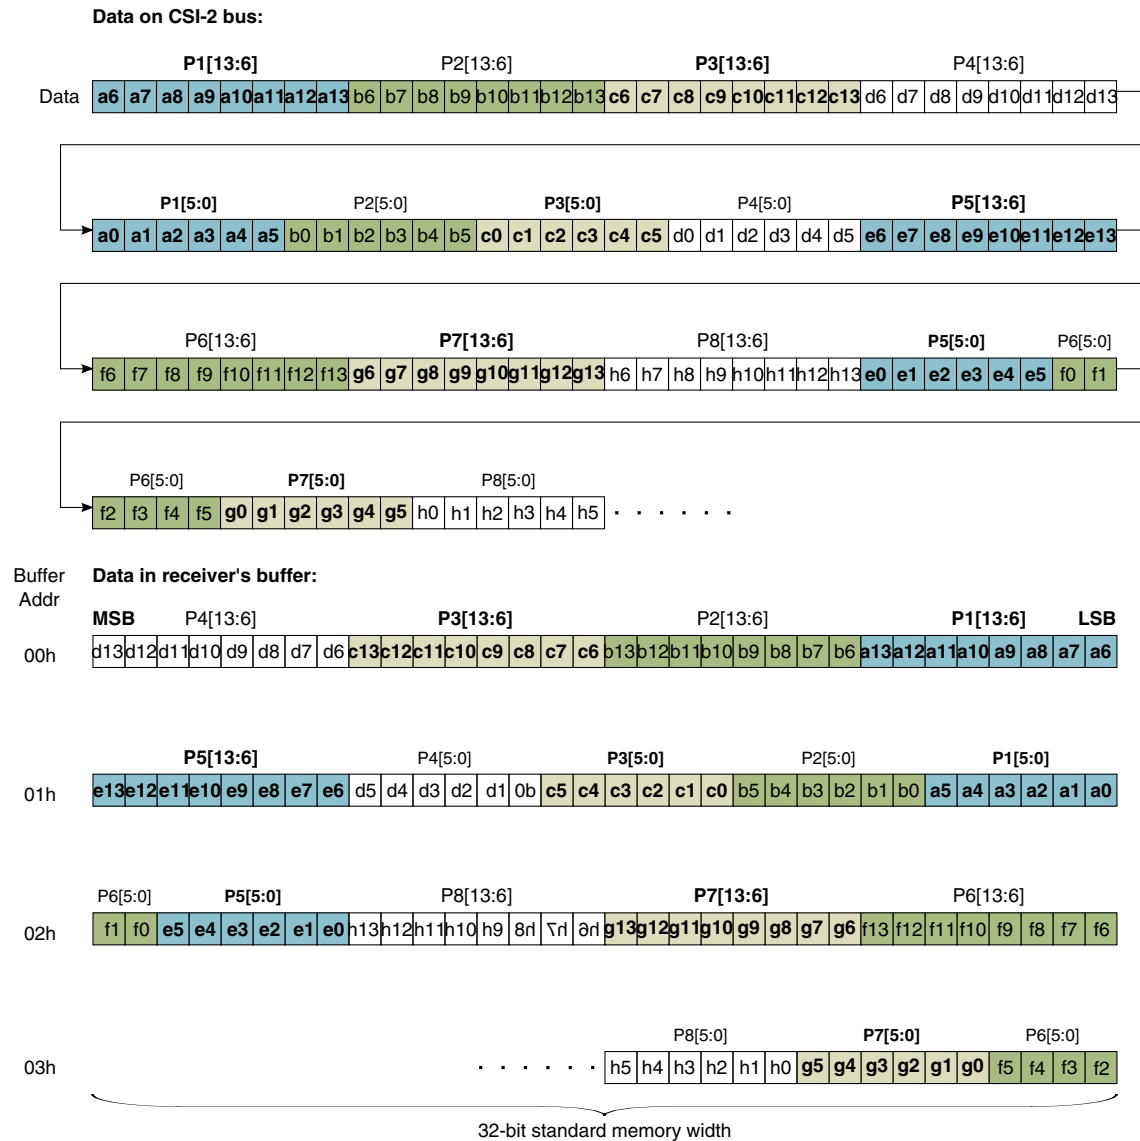 Data on CSI-2 bus:
P1[13:6] P2[13:6] P3[13:6] P4[13:6]
Data a6 a7 a8 a9 a10 a11 a12 a13 b6 b7 b8 b9 b10 b11 b12 b13 c6 c7 c8 c9 c10 c11 c12 c13 d6 d7 d8 d9 d10 d11 d12 d13
P1[5:0] P2[5:0] P3[5:0] P4[5:0] P5[13:6]
a0 a1 a2 a3 a4 a5 b0 b1 b2 b3 b4 b5 c0 c1 c2 c3 c4 c5 d0 d1 d2 d3 d4 d5 e6 e7 e8 e9 e10 e11 e12 e13
P6[13:6] P7[13:6] P8[13:6] P5[5:0] P6[5:0]
f6 f7 f8 f9 f10 f11 f12 f13 g6 g7 g8 g9 g10 g11 g12 g13 h6 h7 h8 h9 h10 h11 h12 h13 e0 e1 e2 e3 e4 e5 f0 f1
P6[5:0] P7[5:0] P8[5:0]
f2 f3 f4 f5 g0 g1 g2 g3 g4 g5 h0 h1 h2 h3 h4 h5 . . . . . .
Buffer Addr
Data in receiver's buffer:
MSB P4[13:6] P3[13:6] P2[13:6] P1[13:6] LSB
00h d13 d12 d11 d10 d9 d8 d7 d6 c13 c12 c11 c10 c9 c8 c7 c6 b13 b12 b11 b10 b9 b8 b7 b6 a13 a12 a11 a10 a9 a8 a7 a6
P5[13:6] P4[5:0] P3[5:0] P2[5:0] P1[5:0]
01h e13 e12 e11 e10 e9 e8 e7 e6 d5 d4 d3 d2 d1 0b c5 c4 c3 c2 c1 c0 b5 b4 b3 b2 b1 b0 a5 a4 a3 a2 a1 a0
P6[5:0] P5[5:0] P8[13:6] P7[13:6] P6[13:6]
02h f1 f0 e5 e4 e3 e2 e1 e0 h13 h12 h11 h10 h9 h8 h7 h6 g13 g12 g11 g10 g9 g8 g7 g6 f13 f12 f11 f10 f9 f8 f7 f6
P8[5:0] P7[5:0] P6[5:0]
03h . . . . . . h5 h4 h3 h2 h1 h0 g5 g4 g3 g2 g1 g0 f5 f4 f3 f2
32-bit standard memory width